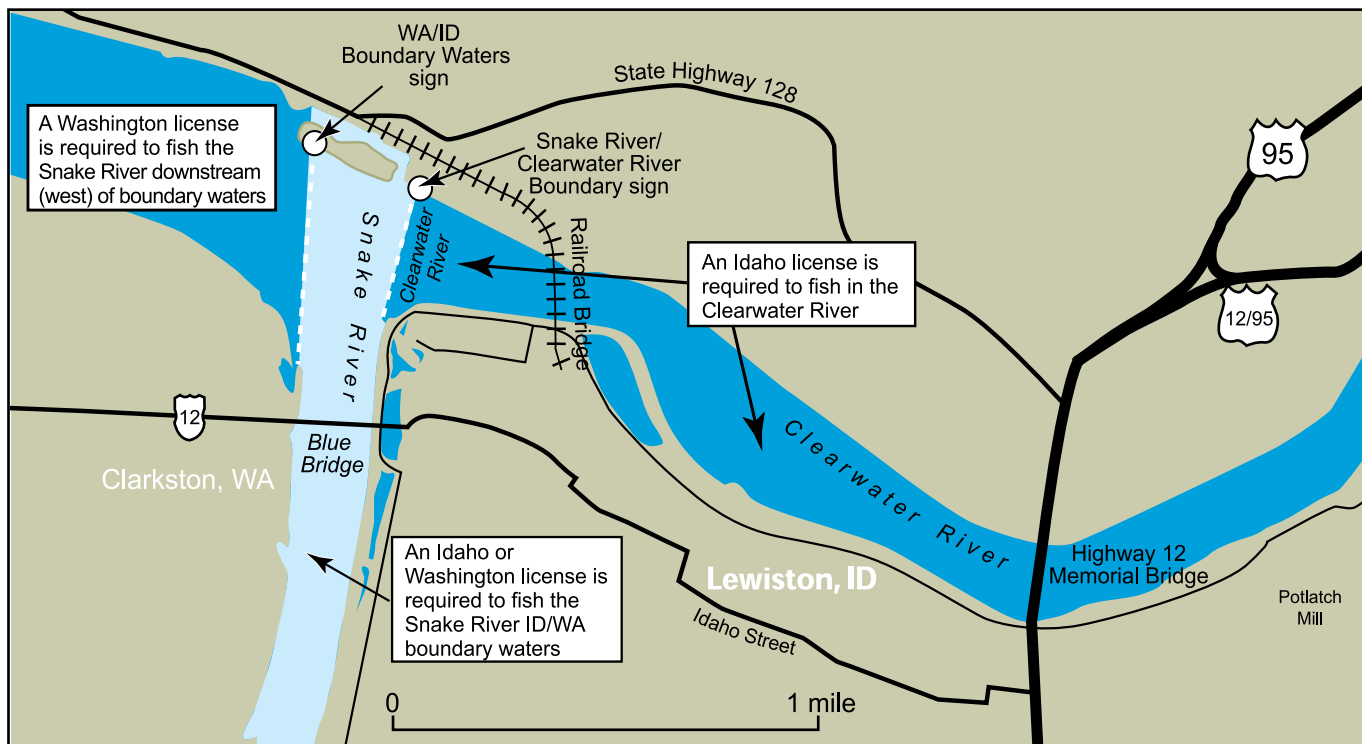 WA/ID
Boundary Waters
sign
State Highway 128
A Washington license
is required to fish the
Snake River downstream
(west) of boundary waters
Snake River/
Clearwater River
Boundary sign
95
Snake River
Clearwater
River
Railroad Bridge
An Idaho license is
required to fish in the
Clearwater River
12/95
12
Blue
Bridge
Clarkston, WA
Clearwater River
An Idaho or
Washington license is
required to fish the
Snake River ID/WA
boundary waters
Lewiston, ID
Highway 12
Memorial Bridge
Potlatch
Mill
Idaho Street
0
1 mile